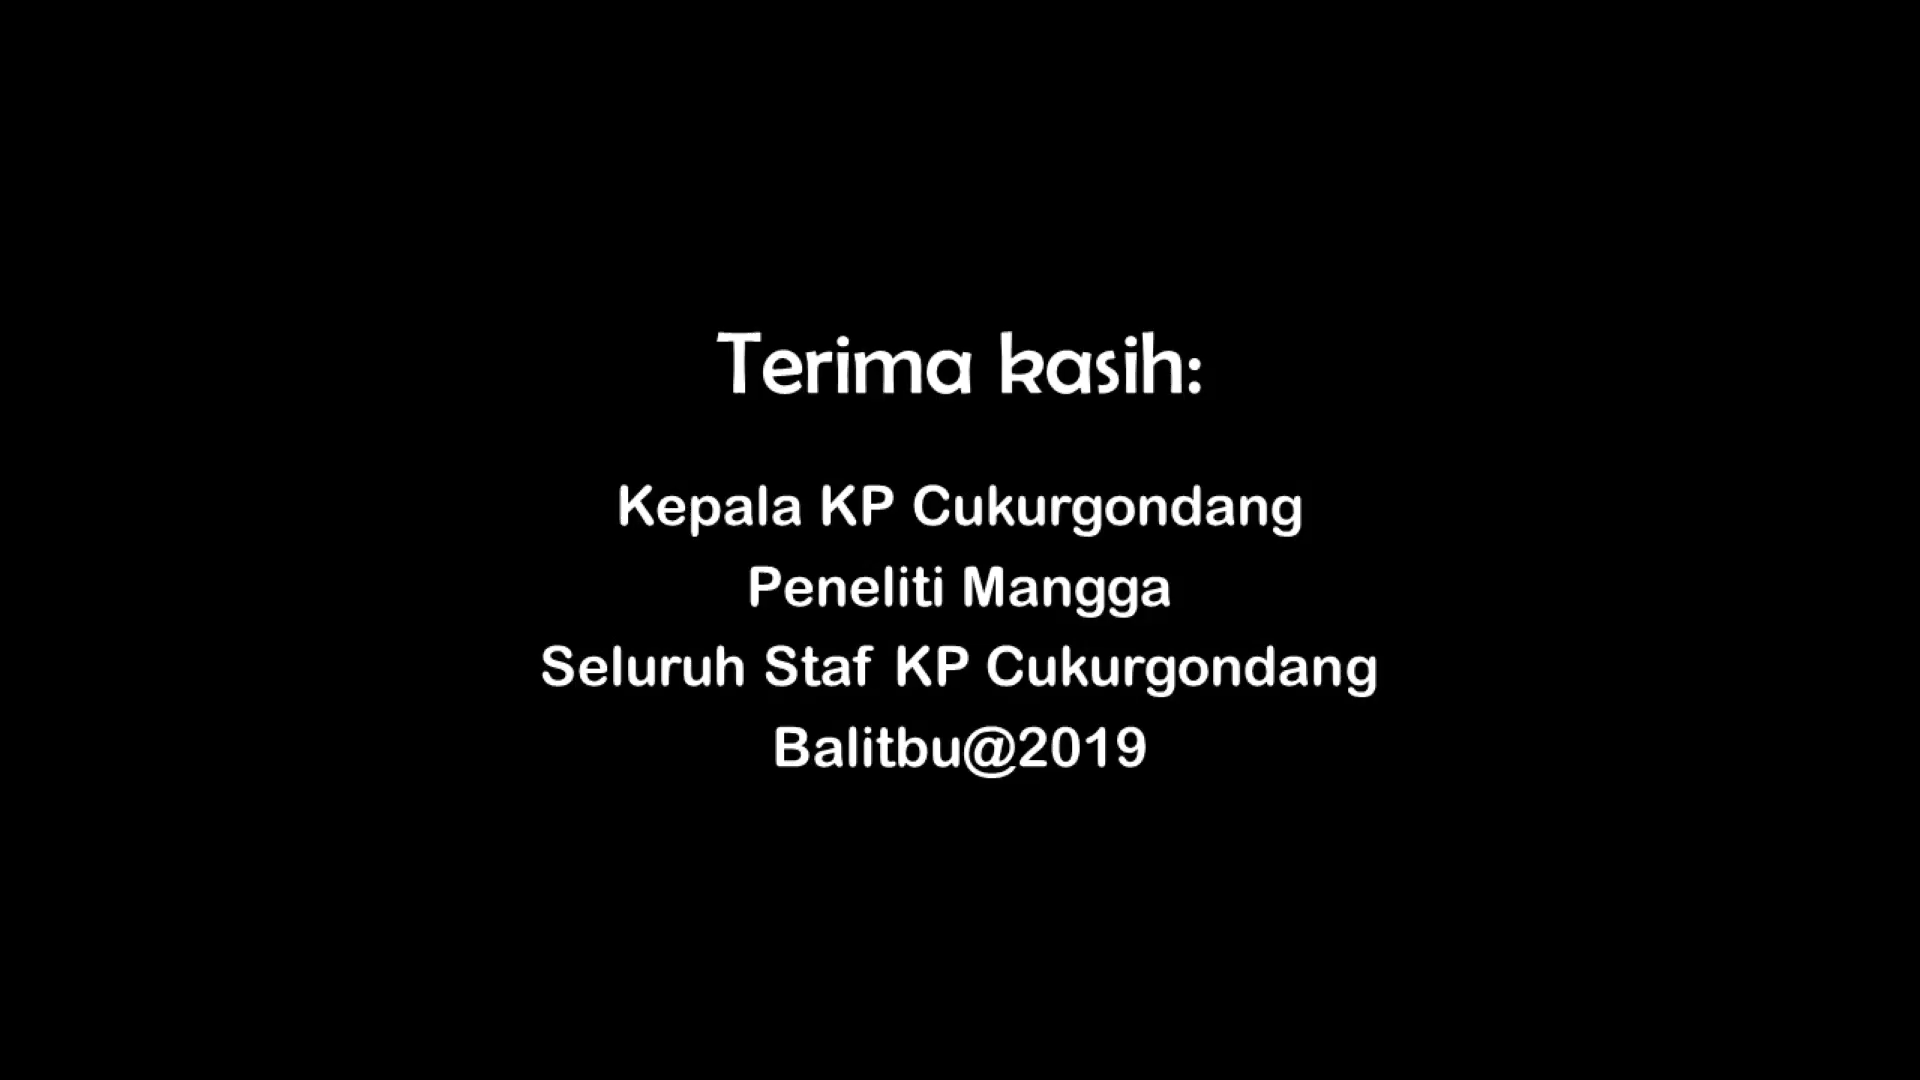 Terima kasih:
Kepala KP Cukurgondang
Peneliti Mangga
Seluruh Staf KP Cukurgondang
Balitbu@2019